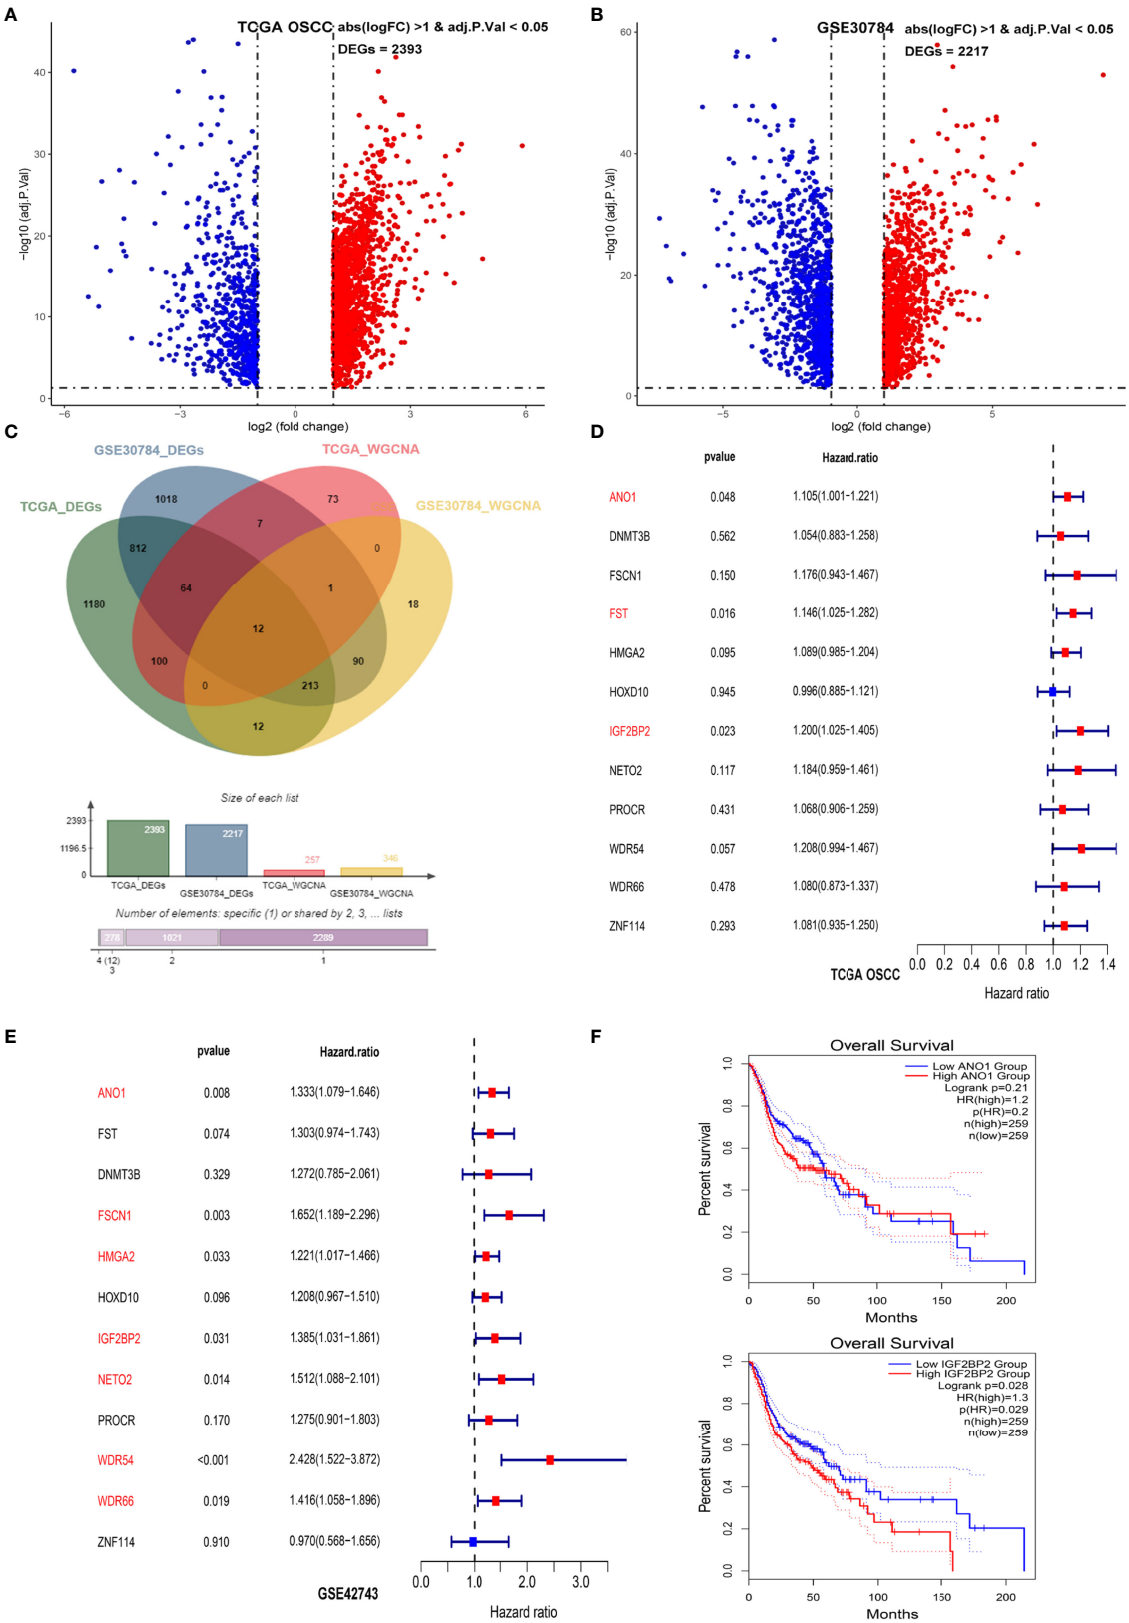 A
TCGA OSCC abs(logFC) >1 & adj.P.Val < 0.05
DEGs = 2393
−log10 (adj.P.Val)
40
30
20
10
0
−6 −3 0 3 6
log2 (fold change)
B
GSE30784 abs(logFC) >1 & adj.P.Val < 0.05
DEGs = 2217
−log10 (adj.P.Val)
60
40
20
0
−5 0 5
log2 (fold change)
C
GSE30784_DEGs TCGA_WGCNA
TCGA_DEGs GSE30784_WGCNA
1018 73
7
812 0
64 1
1180 18
12
100 90
0 213
12
Size of each list
2393
1196.5
0
2393 2217 257 346
TCGA_DEGs GSE30784_DEGs TCGA_WGCNA GSE30784_WGCNA
Number of elements: specific (1) or shared by 2, 3, ... lists
278 1021 2289
4 (12) 2 1
3
D
pvalue Hazard.ratio
ANO1 0.048 1.105(1.001−1.221)
DNMT3B 0.562 1.054(0.883−1.258)
FSCN1 0.150 1.176(0.943−1.467)
FST 0.016 1.146(1.025−1.282)
HMGA2 0.095 1.089(0.985−1.204)
HOXD10 0.945 0.996(0.885−1.121)
IGF2BP2 0.023 1.200(1.025−1.405)
NETO2 0.117 1.184(0.959−1.461)
PROCR 0.431 1.068(0.906−1.259)
WDR54 0.057 1.208(0.994−1.467)
WDR66 0.478 1.080(0.873−1.337)
ZNF114 0.293 1.081(0.935−1.250)
TCGA OSCC
0.0 0.2 0.4 0.6 0.8 1.0 1.2 1.4
Hazard ratio
E
pvalue Hazard.ratio
ANO1 0.008 1.333(1.079−1.646)
FST 0.074 1.303(0.974−1.743)
DNMT3B 0.329 1.272(0.785−2.061)
FSCN1 0.003 1.652(1.189−2.296)
HMGA2 0.033 1.221(1.017−1.466)
HOXD10 0.096 1.208(0.967−1.510)
IGF2BP2 0.031 1.385(1.031−1.861)
NETO2 0.014 1.512(1.088−2.101)
PROCR 0.170 1.275(0.901−1.803)
WDR54 <0.001 2.428(1.522−3.872)
WDR66 0.019 1.416(1.058−1.896)
ZNF114 0.910 0.970(0.568−1.656)
GSE42743
0.0 1.0 2.0 3.0
Hazard ratio
F
Overall Survival
Low ANO1 Group
High ANO1 Group
Logrank p=0.21
HR(high)=1.2
p(HR)=0.2
n(high)=259
n(low)=259
Percent survival
1.0
0.8
0.6
0.4
0.2
0.0
0 50 100 150 200
Months
Overall Survival
Low IGF2BP2 Group
High IGF2BP2 Group
Logrank p=0.028
HR(high)=1.3
p(HR)=0.029
n(high)=259
n(low)=259
Percent survival
1.0
0.8
0.6
0.4
0.2
0.0
0 50 100 150 200
Months